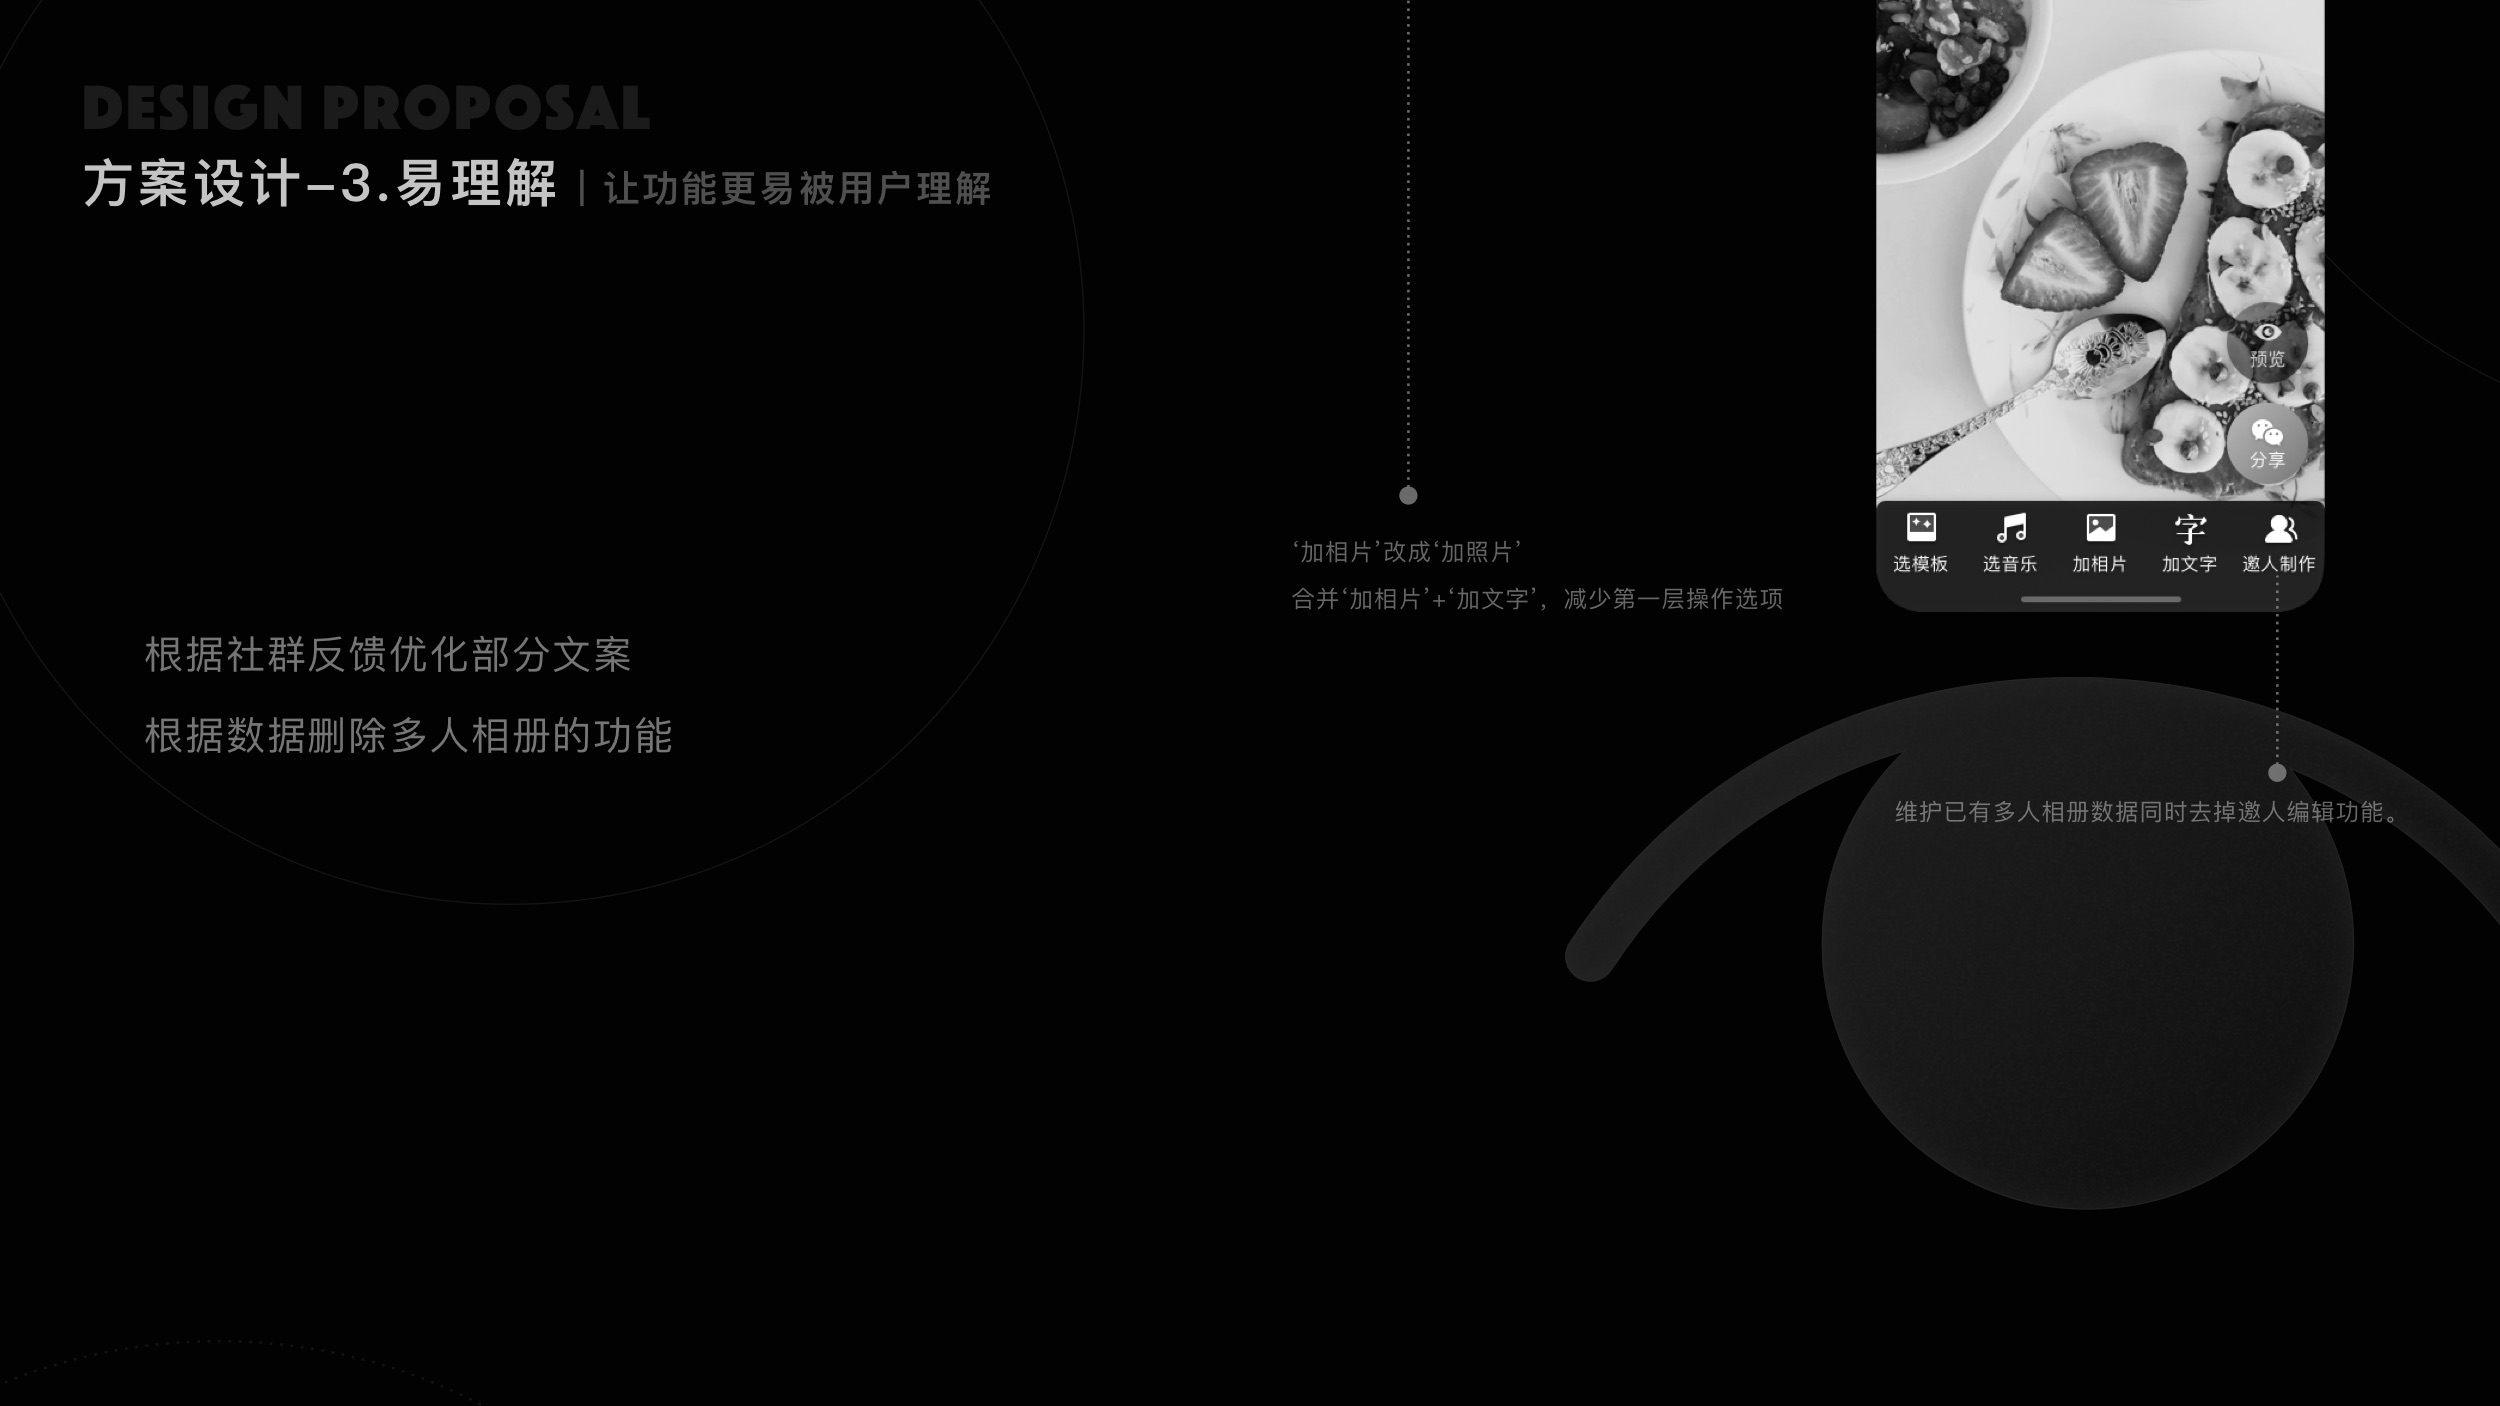 DESIGN PROPOSAL
方案设计—3.易理解 | 让功能更易被用户理解
根据社群反馈优化部分文案
根据数据删除多人相册的功能
‘加相片’改成‘加照片’
合并‘加相片’+‘加文字’，减少第一层操作选项
预览
分享
字
选模板 选音乐 加相片 加文字 邀人制作
维护已有多人相册数据同时去掉邀人编辑功能。